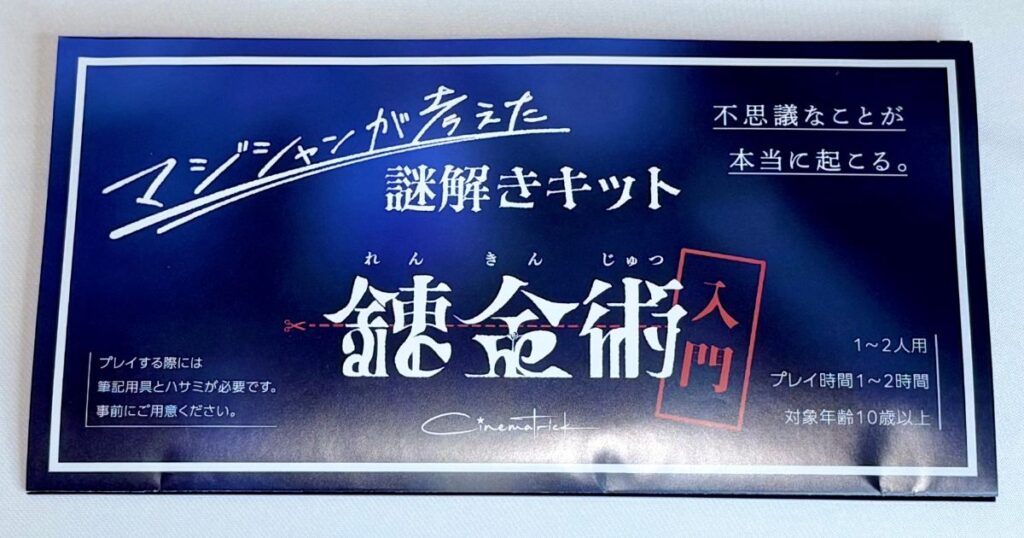 マジシャンが考えた
謎解きキット
不思議なことが
本当に起こる。
れんきんじゅつ
錬金術
入門
プレイする際には
筆記用具とハサミが必要です。
事前にご用意ください。
1～2人用
プレイ時間1～2時間
対象年齢10歳以上
Cinematrick